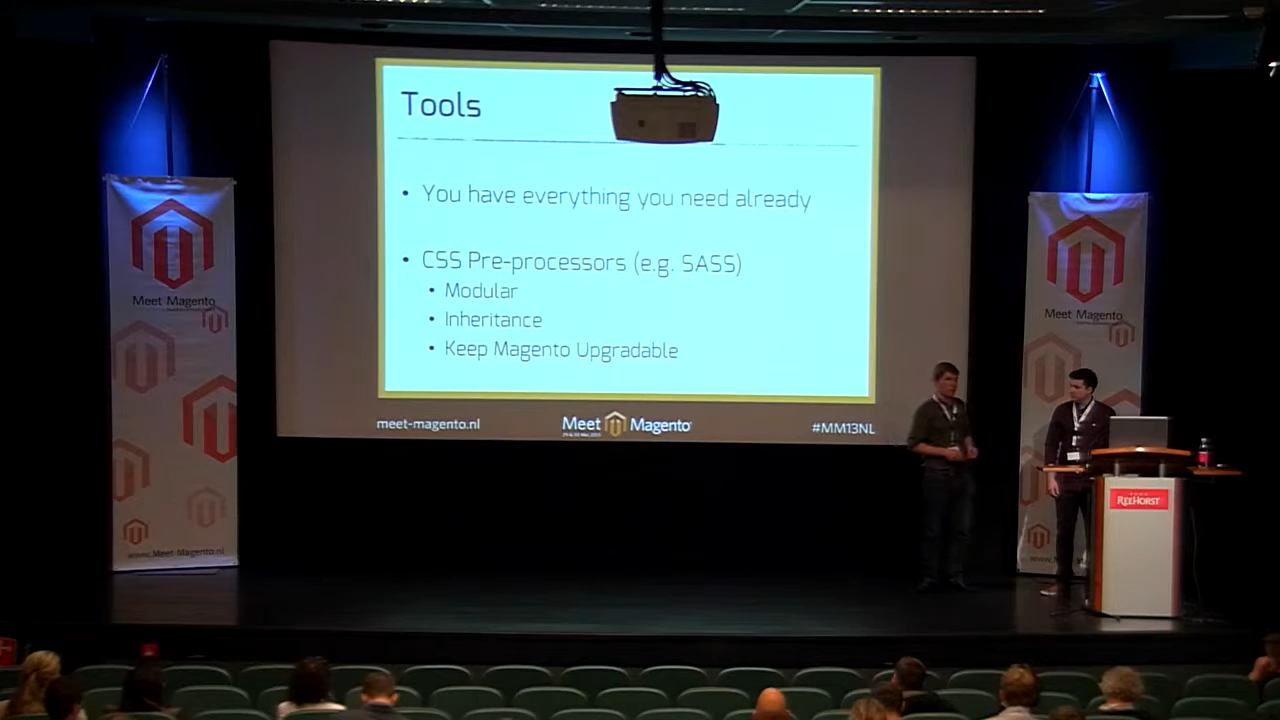 Tools
• You have everything you need already
• CSS Pre-processors (e.g. SASS)
• Modular
• Inheritance
• Keep Magento Upgradable
meet-magento.nl
Meet Magento
#MM13NL
Meet Magento
www.Meet-Magento.nl
Meet Magento
REEHORST